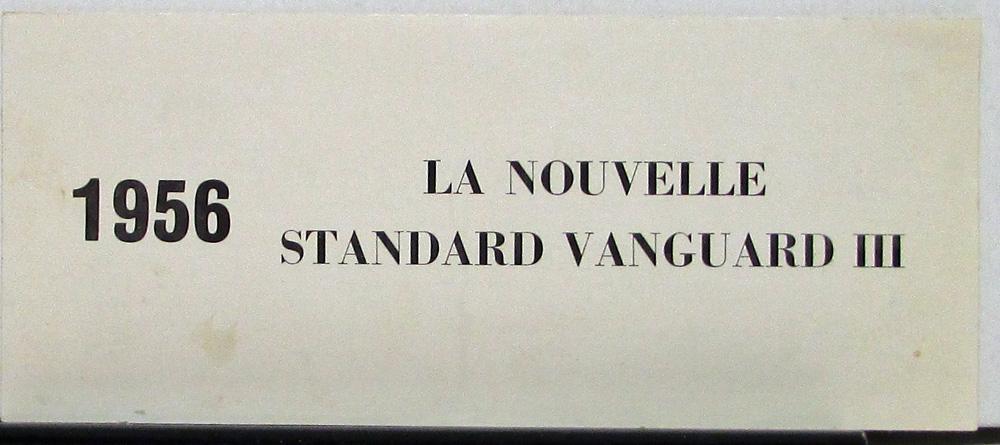 1956
LA NOUVELLE
STANDARD VANGUARD III